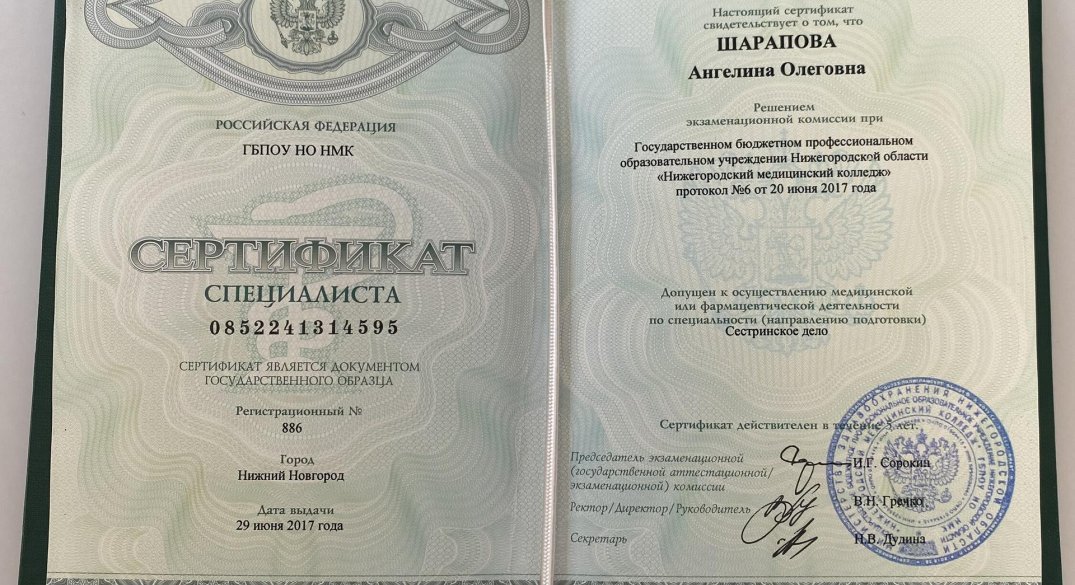 РОССИЙСКАЯ ФЕДЕРАЦИЯ
ГБПОУ НО НМК
СЕРТИФИКАТ
СПЕЦИАЛИСТА
0852241314595
СЕРТИФИКАТ ЯВЛЯЕТСЯ ДОКУМЕНТОМ
ГОСУДАРСТВЕННОГО ОБРАЗЦА
Регистрационный №
886
Город
Нижний Новгород
Дата выдачи
29 июня 2017 года
Настоящий сертификат
свидетельствует о том, что
ШАРАПОВА
Ангелина Олеговна
Решением
экзаменационной комиссии при
Государственном бюджетном профессиональном
образовательном учреждении Нижегородской области
«Нижегородский медицинский колледж»
протокол №6 от 20 июня 2017 года
Допущен к осуществлению медицинской
или фармацевтической деятельности
по специальности (направлению подготовки)
Сестринское дело
Сертификат действителен в течение 5 лет.
Председатель экзаменационной
(государственной аттестационной/
экзаменационной) комиссии
И.Г. Сорокин
Ректор/Директор/Руководитель
В.Н. Гречко
Секретарь
Н.В. Дудина